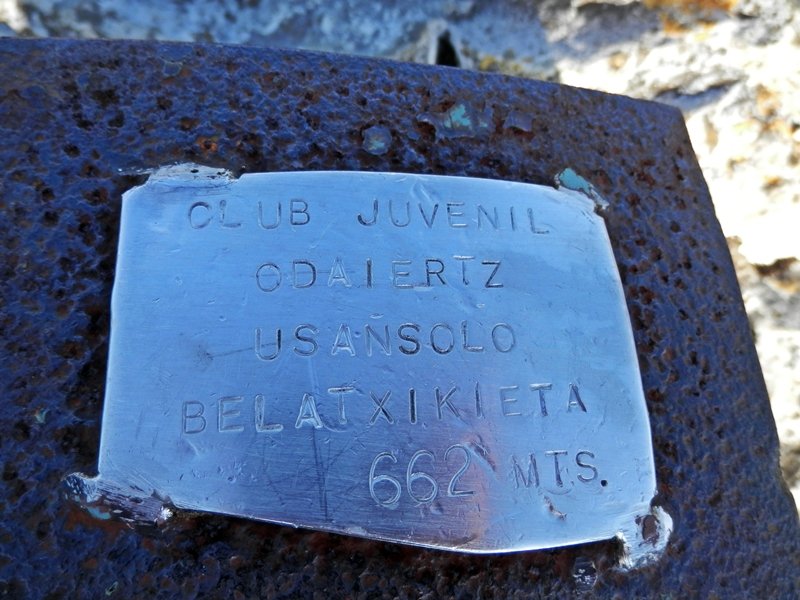 CLUB JUVENIL
ODAIERTZ
USANSOLO
BELATXIKIETA
662 MTS.